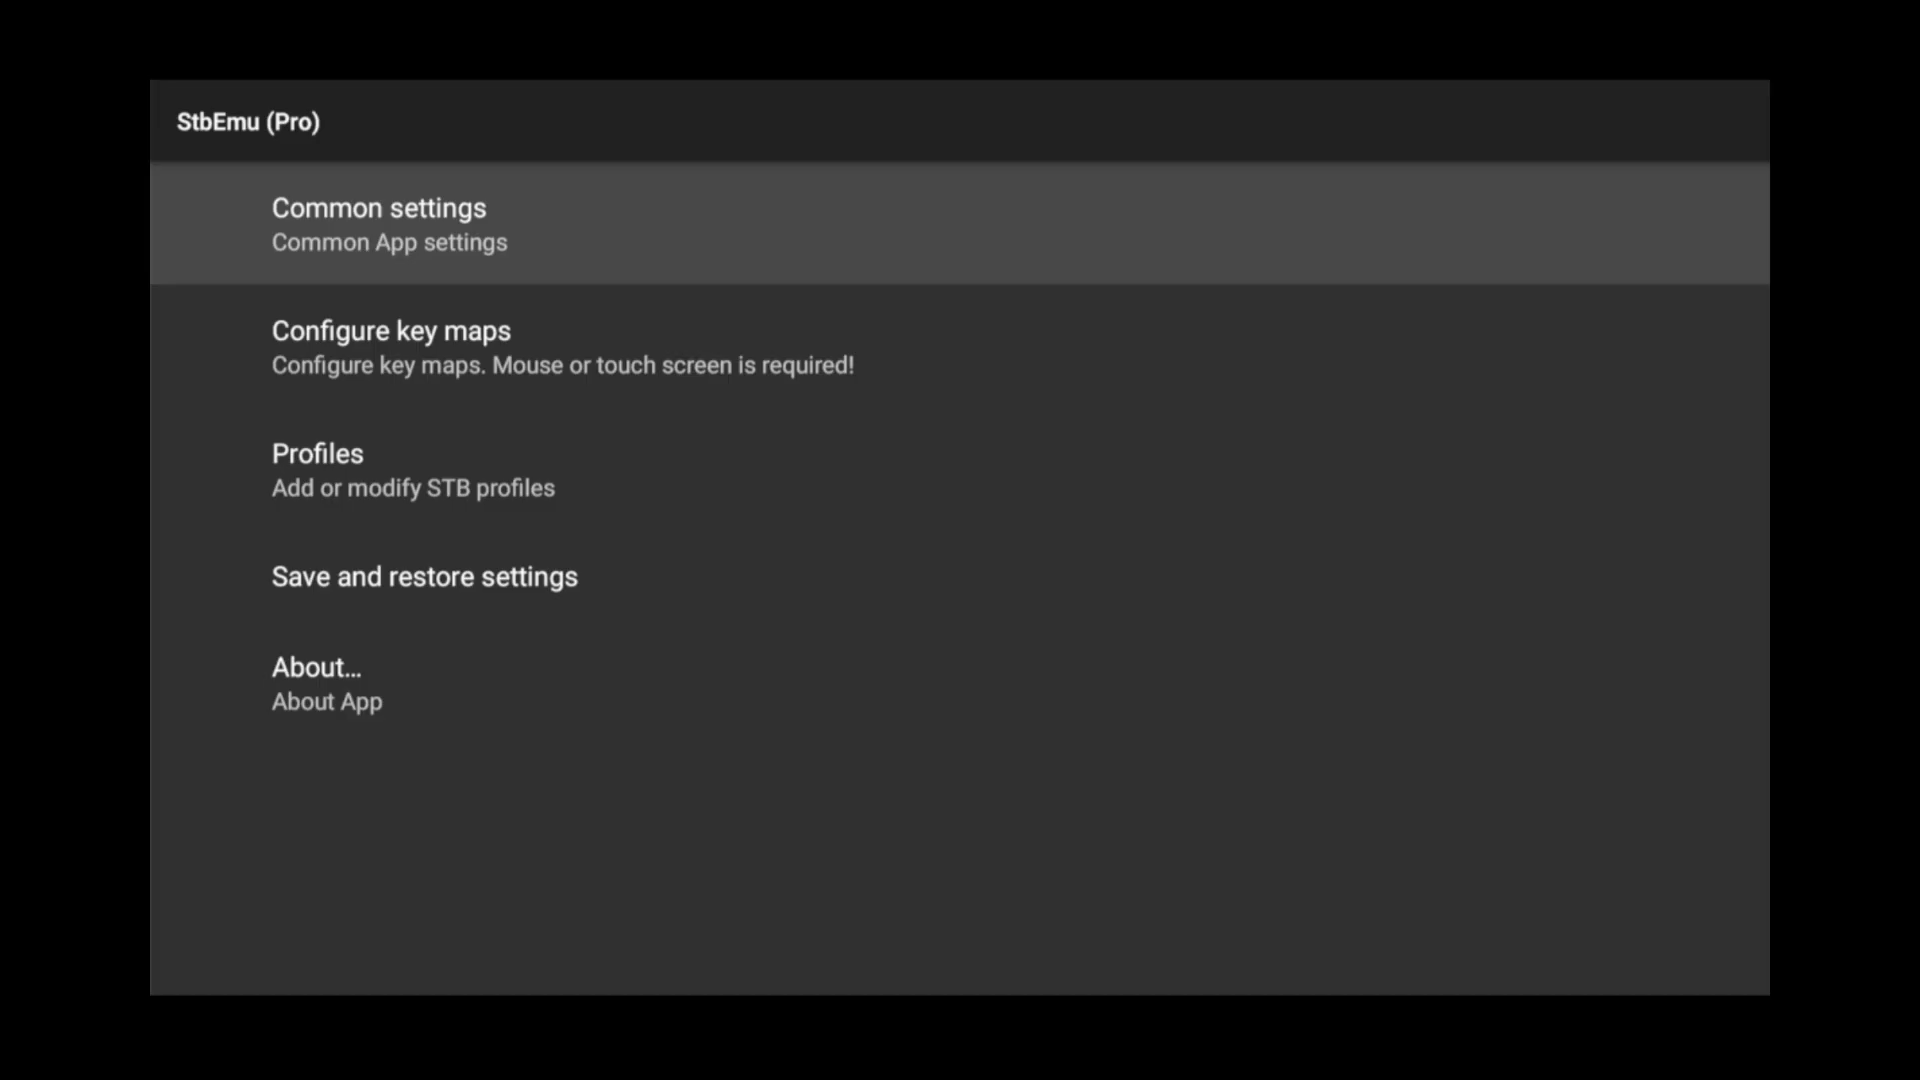 StbEmu (Pro)
Common settings
Common App settings
Configure key maps
Configure key maps. Mouse or touch screen is required!
Profiles
Add or modify STB profiles
Save and restore settings
About...
About App